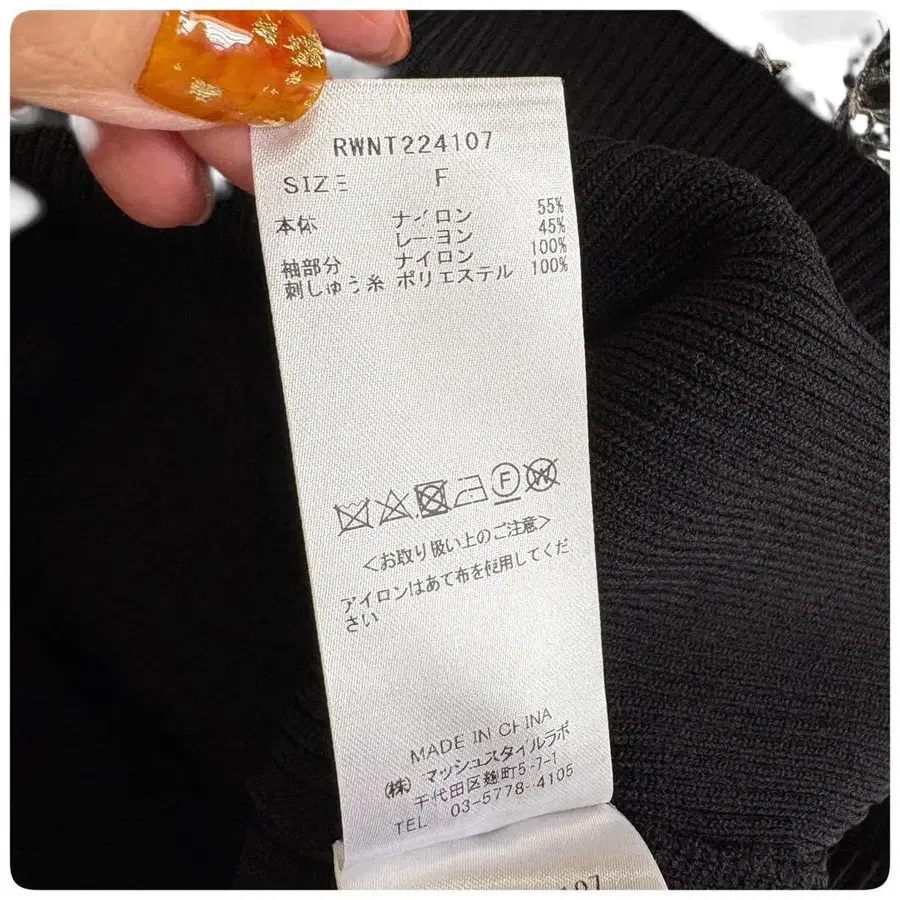 RWNT224107
SIZE F
本体 ナイロン 55%
レーヨン 45%
袖部分 ナイロン 100%
刺しゅう糸 ポリエステル 100%
F W
<お取り扱い上のご注意>
アイロンはあて布を使用してくだ
さい
MADE IN CHINA
(株)マッシュスタイルラボ
千代田区麹町5-7-1
TEL 03-5778-4105